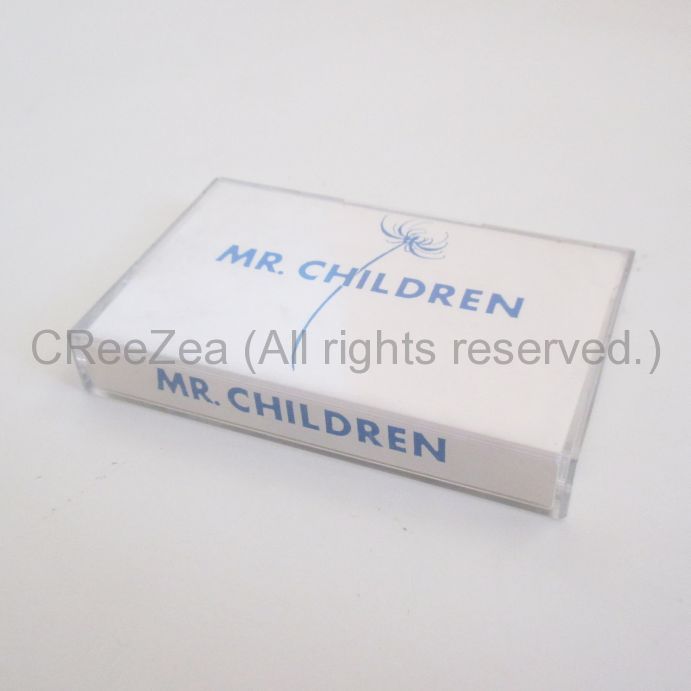 MR. CHILDREN
CReeZea (All rights reserved.)
MR. CHILDREN